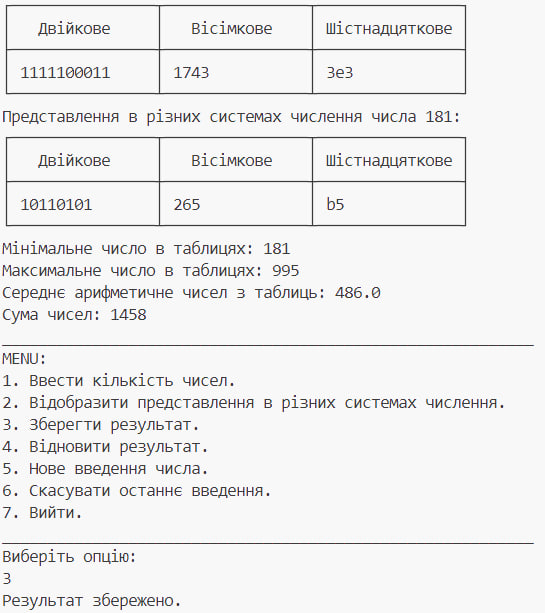 Двійкове Вісімкове Шістнадцяткове
1111100011 1743 3e3
Представлення в різних системах числення числа 181:
Двійкове Вісімкове Шістнадцяткове
10110101 265 b5
Мінімальне число в таблицях: 181
Максимальне число в таблицях: 995
Середнє арифметичне чисел з таблиць: 486.0
Сума чисел: 1458
MENU:
1. Ввести кількість чисел.
2. Відобразити представлення в різних системах числення.
3. Зберегти результат.
4. Відновити результат.
5. Нове введення числа.
6. Скасувати останнє введення.
7. Вийти.
Виберіть опцію:
3
Результат збережено.